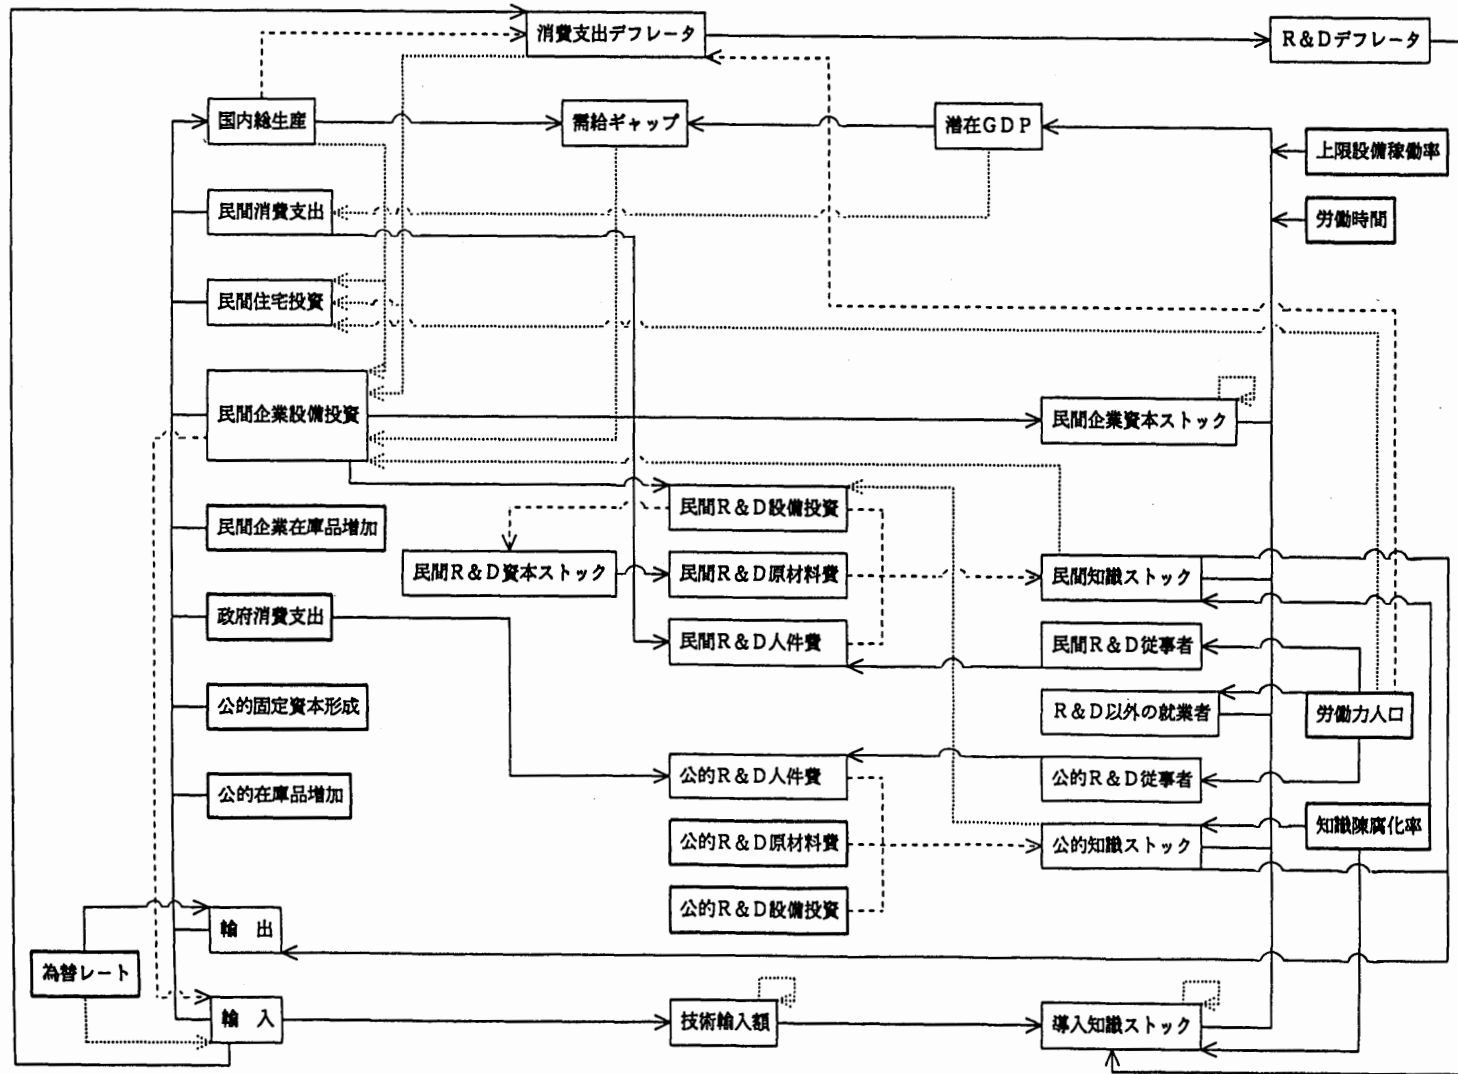 消費支出デフレータ
R&Dデフレータ
国内総生産
需給ギャップ
潜在GDP
上限設備稼働率
民間消費支出
労働時間
民間住宅投資
民間企業設備投資
民間企業資本ストック
民間R&D設備投資
民間企業在庫品増加
民間R&D資本ストック
民間R&D原材料費
民間知識ストック
政府消費支出
民間R&D人件費
民間R&D従事者
公的固定資本形成
R&D以外の就業者
労働力人口
公的R&D人件費
公的R&D従事者
公的在庫品増加
公的R&D原材料費
公的知識ストック
知識陳腐化率
公的R&D設備投資
輸 出
為替レート
輸 入
技術輸入額
導入知識ストック